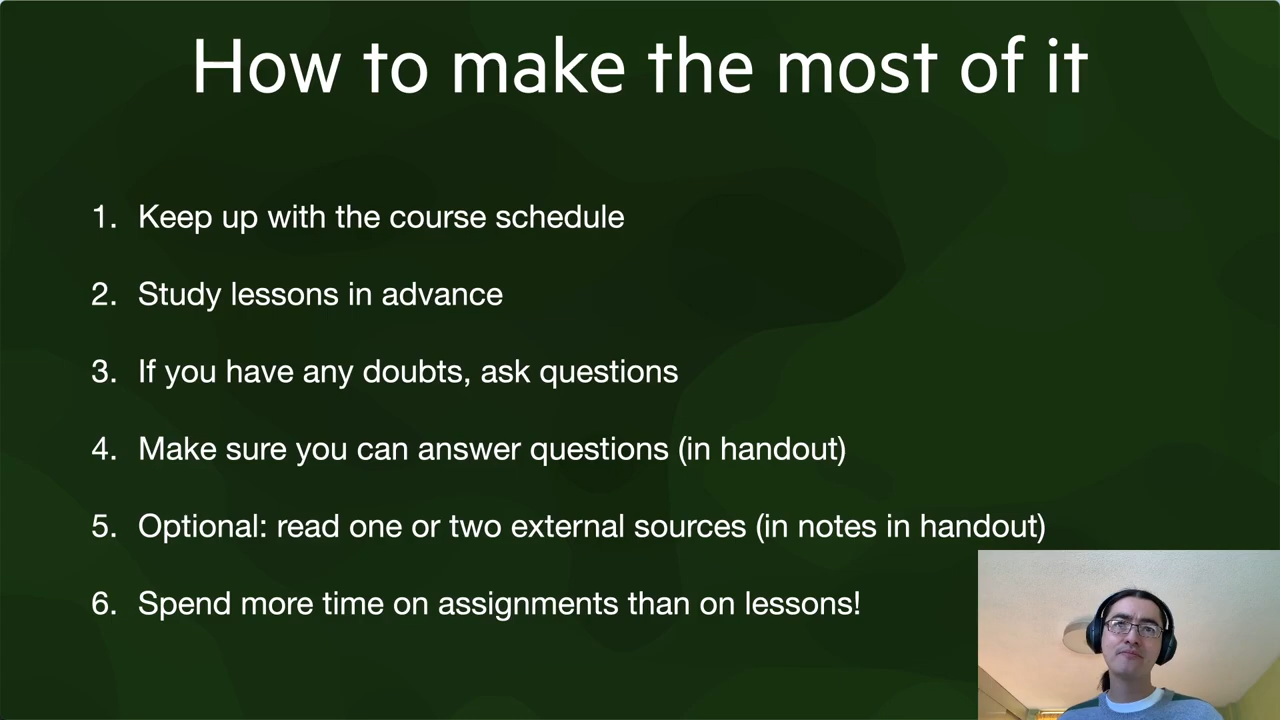 How to make the most of it
1. Keep up with the course schedule
2. Study lessons in advance
3. If you have any doubts, ask questions
4. Make sure you can answer questions (in handout)
5. Optional: read one or two external sources (in notes in handout)
6. Spend more time on assignments than on lessons!